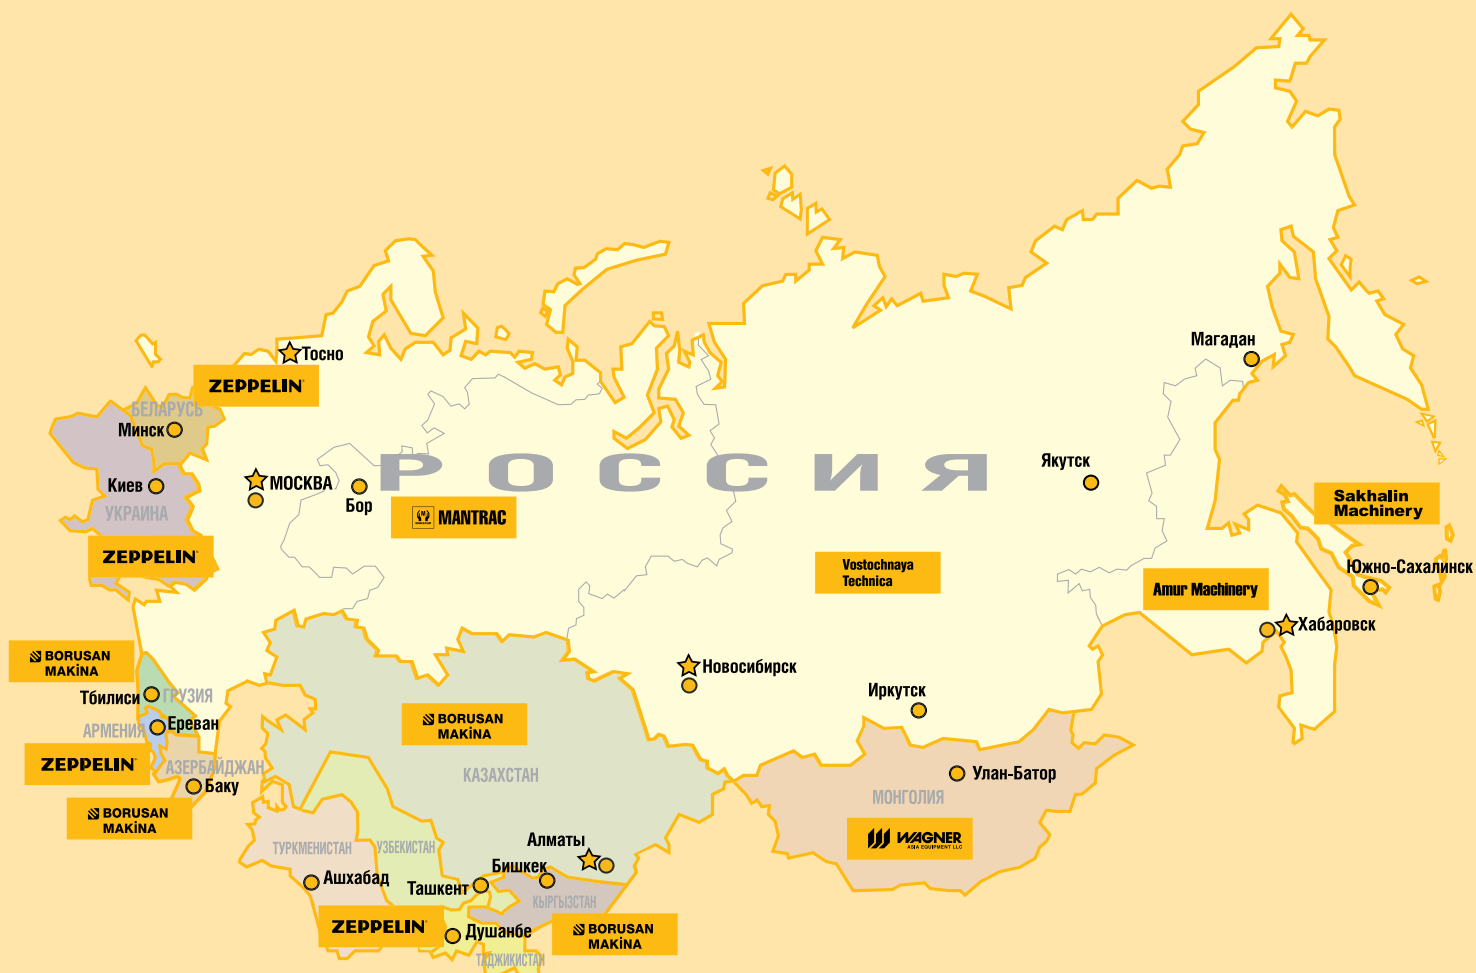 Магадан
Тосно
ZEPPELIN
БЕЛАРУСЬ
Минск
РОССИЯ
Якутск
МОСКВА
Киев
Бор
УКРАИНА
MANTRAC
Sakhalin
Machinery
ZEPPELIN
Vostochnaya
Technica
Южно-Сахалинск
Amur Machinery
Хабаровск
BORUSAN
MAKİNA
Новосибирск
Тбилиси
ГРУЗИЯ
Иркутск
Ереван
АРМЕНИЯ
BORUSAN
MAKİNA
ZEPPELIN
АЗЕРБАЙДЖАН
КАЗАХСТАН
Улан-Батор
Баку
МОНГОЛИЯ
BORUSAN
MAKİNA
WAGNER
ASIA EQUIPMENT LLC
Алматы
ТУРКМЕНИСТАН
УЗБЕКИСТАН
Бишкек
Ашхабад
Ташкент
КЫРГЫЗСТАН
ZEPPELIN
Душанбе
BORUSAN
MAKİNA
ТАДЖИКИСТАН